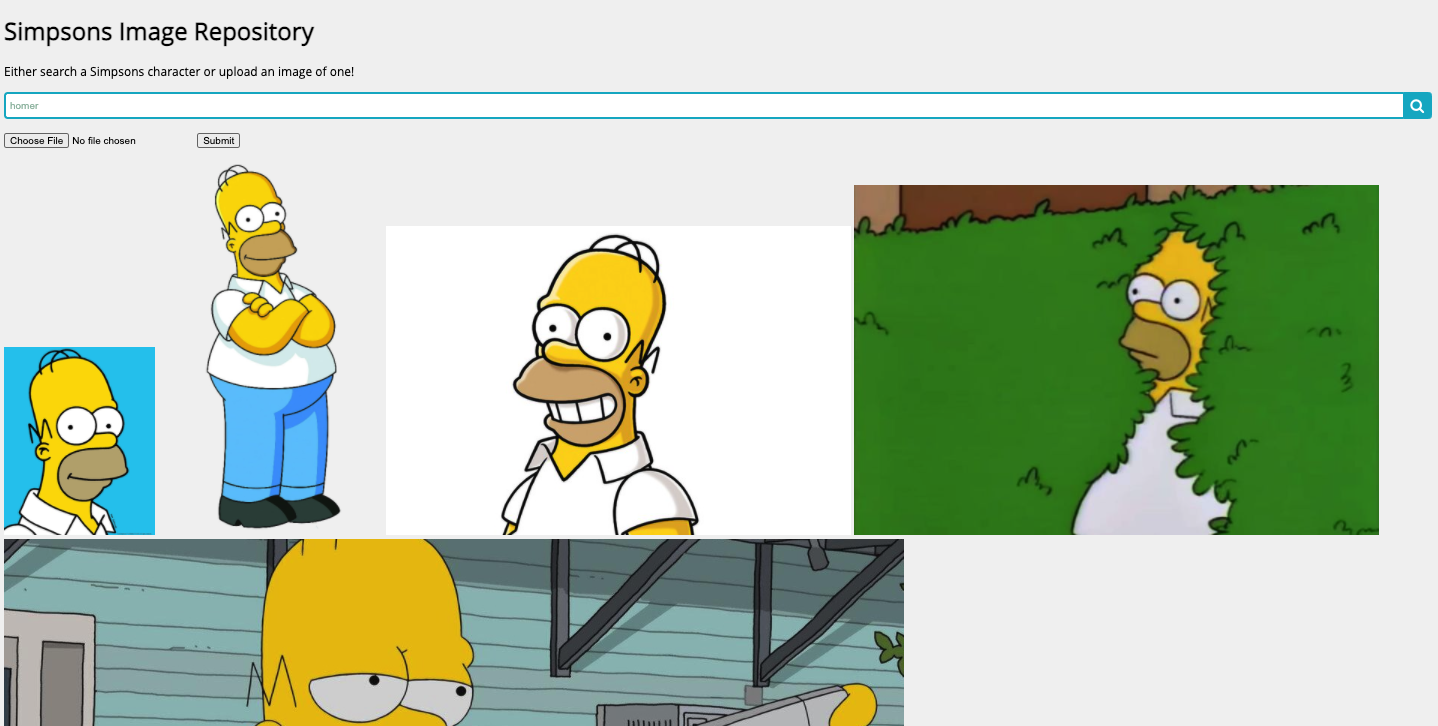 Simpsons Image Repository
Either search a Simpsons character or upload an image of one!
homer
Choose File No file chosen Submit